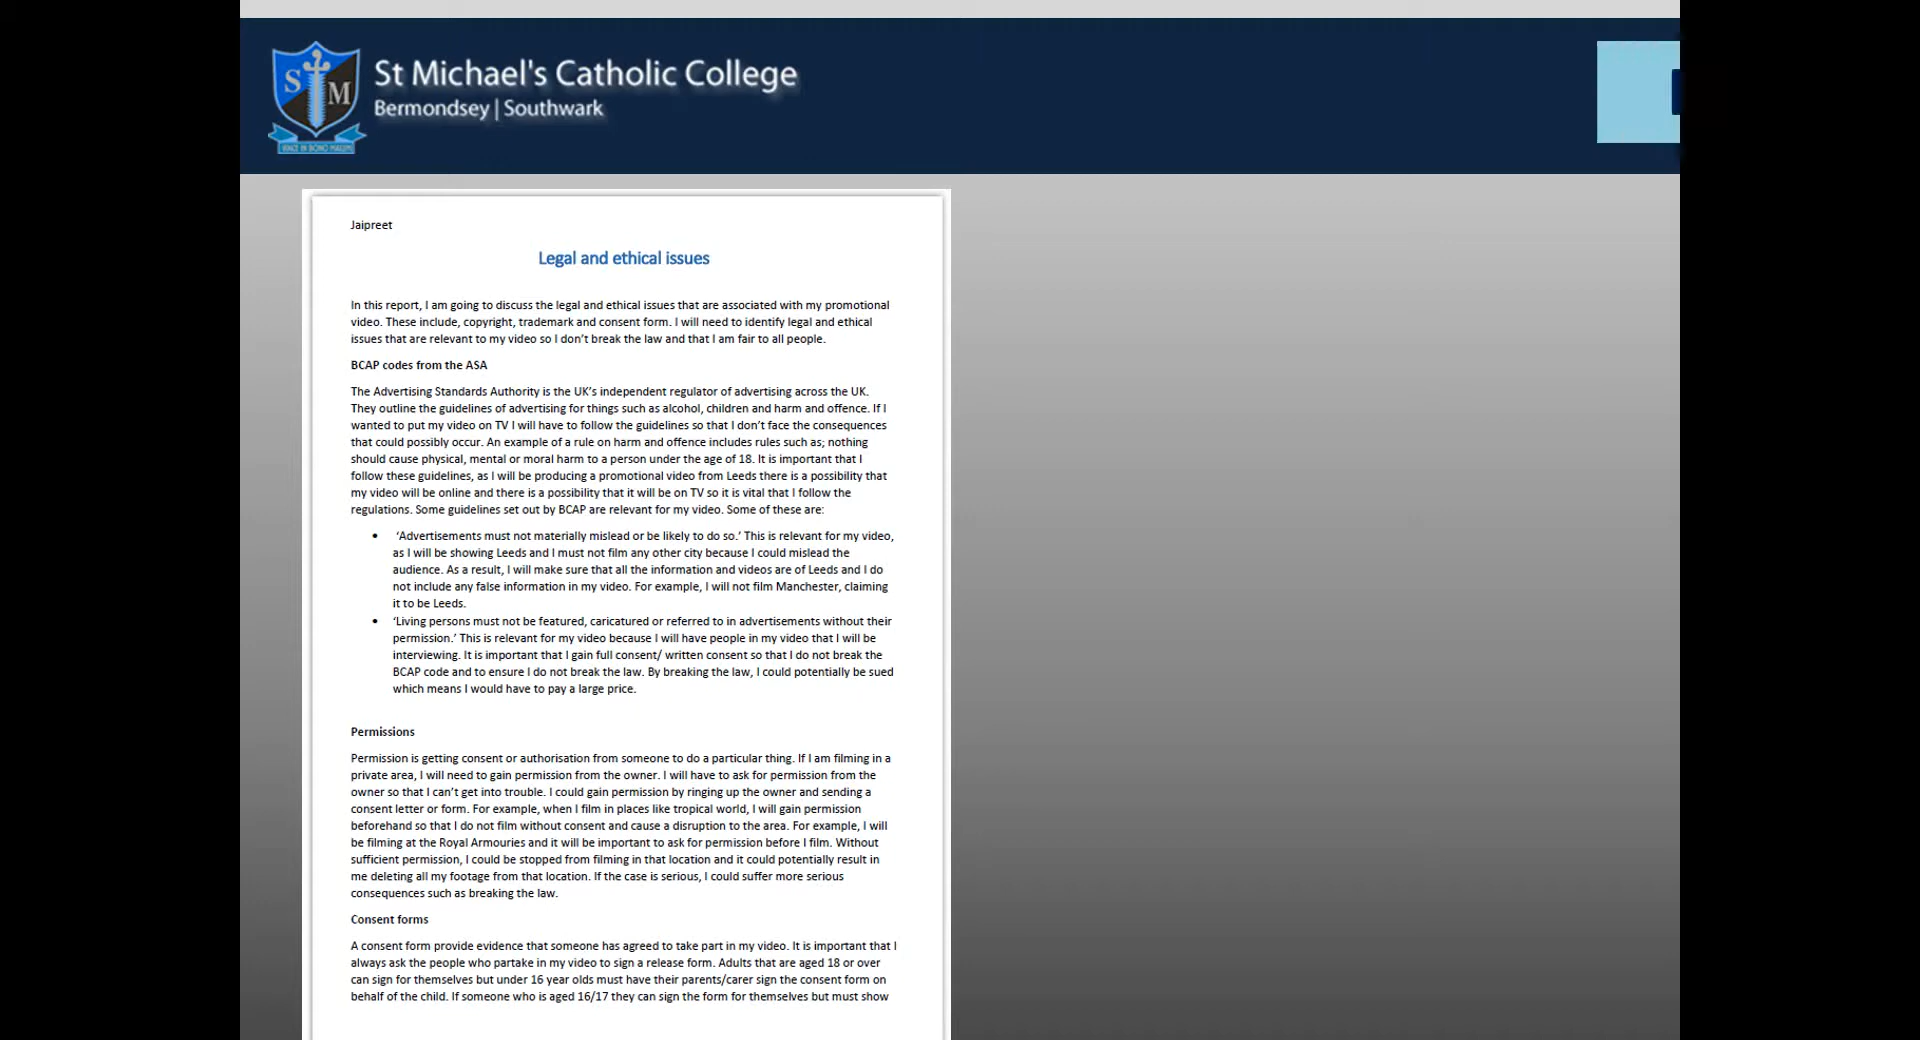 St Michael's Catholic College
Bermondsey | Southwark
S M
Jaipreet
Legal and ethical issues
In this report, I am going to discuss the legal and ethical issues that are associated with my promotional
video. These include, copyright, trademark and consent form. I will need to identify legal and ethical
issues that are relevant to my video so I don't break the law and that I am fair to all people.
BCAP codes from the ASA
The Advertising Standards Authority is the UK's independent regulator of advertising across the UK.
They outline the guidelines of advertising for things such as alcohol, children and harm and offence. If I
wanted to put my video on TV I will have to follow the guidelines so that I don't face the consequences
that could possibly occur. An example of a rule on harm and offence includes rules such as; nothing
should cause physical, mental or moral harm to a person under the age of 18. It is important that I
follow these guidelines, as I will be producing a promotional video from Leeds there is a possibility that
my video will be online and there is a possibility that it will be on TV so it is vital that I follow the
regulations. Some guidelines set out by BCAP are relevant for my video. Some of these are:
• 'Advertisements must not materially mislead or be likely to do so.' This is relevant for my video,
as I will be showing Leeds and I must not film any other city because I could mislead the
audience. As a result, I will make sure that all the information and videos are of Leeds and I do
not include any false information in my video. For example, I will not film Manchester, claiming
it to be Leeds.
• 'Living persons must not be featured, caricatured or referred to in advertisements without their
permission.' This is relevant for my video because I will have people in my video that I will be
interviewing. It is important that I gain full consent/ written consent so that I do not break the
BCAP code and to ensure I do not break the law. By breaking the law, I could potentially be sued
which means I would have to pay a large price.
Permissions
Permission is getting consent or authorisation from someone to do a particular thing. If I am filming in a
private area, I will need to gain permission from the owner. I will have to ask for permission from the
owner so that I can't get into trouble. I could gain permission by ringing up the owner and sending a
consent letter or form. For example, when I film in places like tropical world, I will gain permission
beforehand so that I do not film without consent and cause a disruption to the area. For example, I will
be filming at the Royal Armouries and it will be important to ask for permission before I film. Without
sufficient permission, I could be stopped from filming in that location and it could potentially result in
me deleting all my footage from that location. If the case is serious, I could suffer more serious
consequences such as breaking the law.
Consent forms
A consent form provide evidence that someone has agreed to take part in my video. It is important that I
always ask the people who partake in my video to sign a release form. Adults that are aged 18 or over
can sign for themselves but under 16 year olds must have their parents/carer sign the consent form on
behalf of the child. If someone who is aged 16/17 they can sign the form for themselves but must show